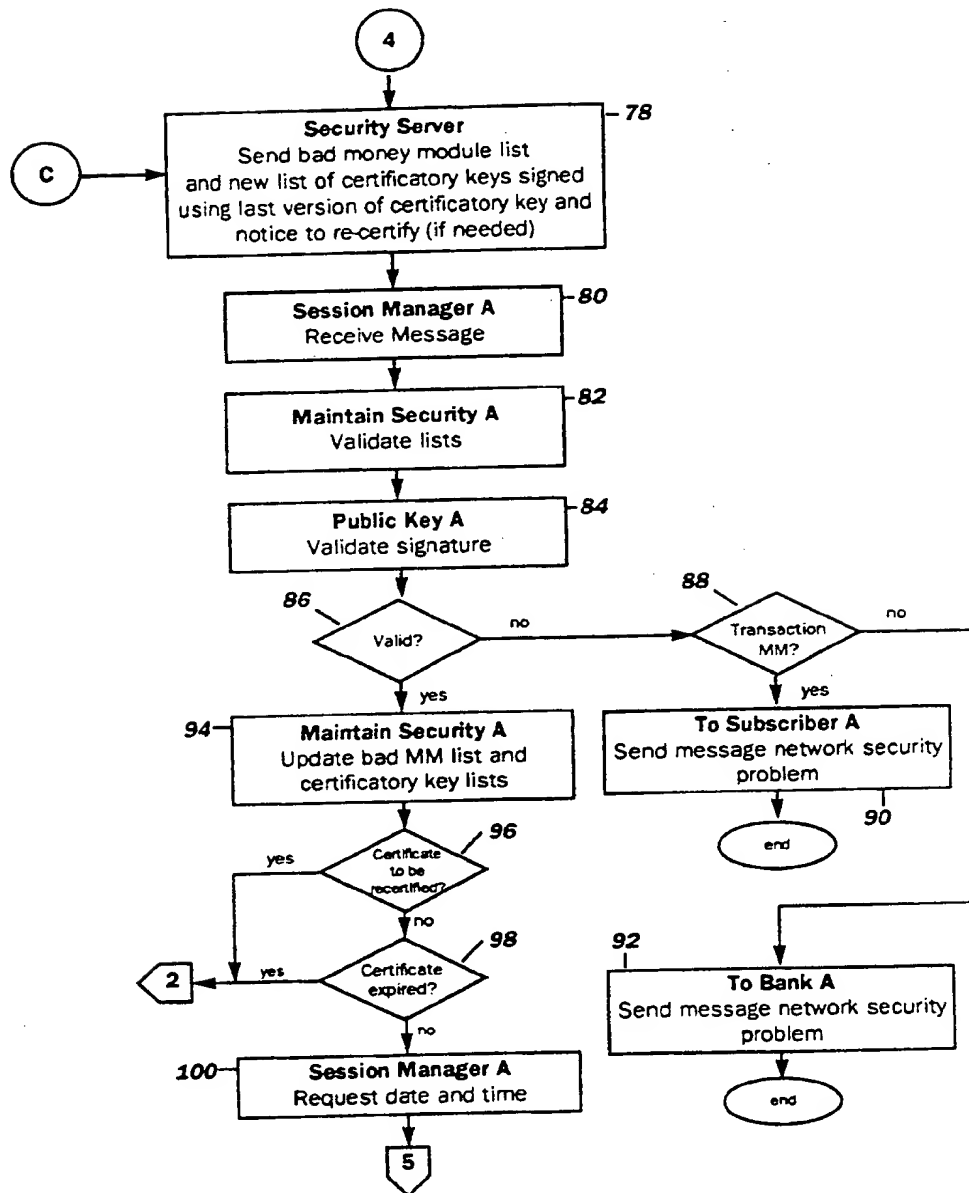 4
78
C
Security Server
Send bad money module list
and new list of certificatory keys signed
using last version of certificatory key and
notice to re-certify (if needed)
80
Session Manager A
Receive Message
82
Maintain Security A
Validate lists
84
Public Key A
Validate signature
86
Valid?
no
88
Transaction
MM?
no
yes
yes
94
Maintain Security A
Update bad MM list and
certificatory key lists
To Subscriber A
Send message network security
problem
90
end
96
Certificate
to be
recertified?
yes
no
98
Certificate
expired?
yes
2
no
92
To Bank A
Send message network security
problem
end
100
Session Manager A
Request date and time
5